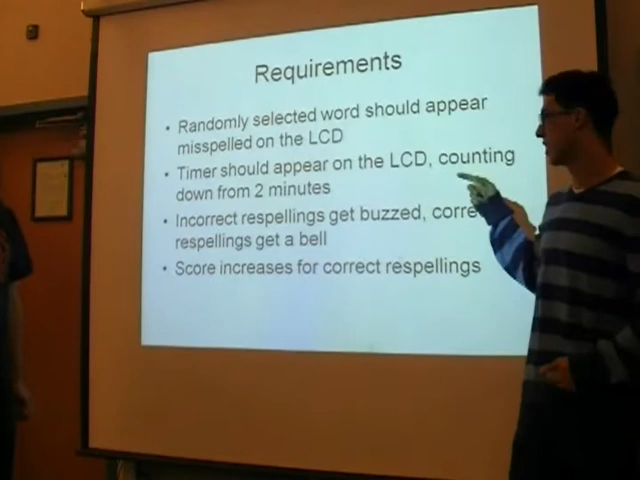 Requirements
• Randomly selected word should appear
misspelled on the LCD
• Timer should appear on the LCD, counting
down from 2 minutes
• Incorrect respellings get buzzed,
respellings get a bell
• Score increases for correct respellings